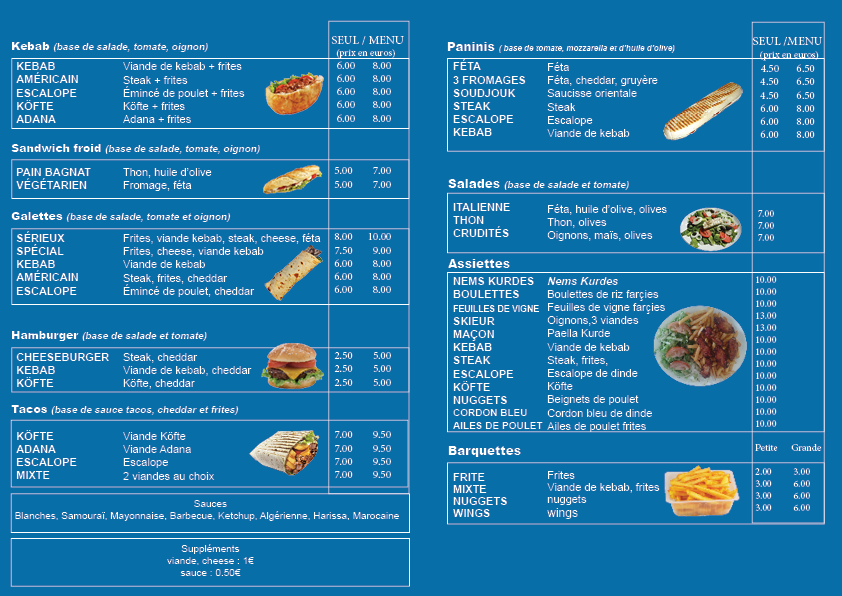 SEUL / MENU
(prix en euros)
Kebab (base de salade, tomate, oignon)
KEBAB Viande de kebab + frites 6.00 8.00
AMÉRICAIN Steak + frites 6.00 8.00
ESCALOPE Émincé de poulet + frites 6.00 8.00
KÖFTE Köfte + frites 6.00 8.00
ADANA Adana + frites 6.00 8.00
Sandwich froid (base de salade, tomate, oignon)
PAIN BAGNAT Thon, huile d'olive 5.00 7.00
VÉGÉTARIEN Fromage, féta 5.00 7.00
Galettes (base de salade, tomate et oignon)
SÉRIEUX Frites, viande kebab, steak, cheese, féta 8.00 10.00
SPÉCIAL Frites, cheese, viande kebab 7.50 9.00
KEBAB Viande de kebab 6.00 8.00
AMÉRICAIN Steak, frites, cheddar 6.00 8.00
ESCALOPE Émincé de poulet, cheddar 6.00 8.00
Hamburger (base de salade et tomate)
CHEESEBURGER Steak, cheddar 2.50 5.00
KEBAB Viande de kebab, cheddar 2.50 5.00
KÖFTE Köfte, cheddar 2.50 5.00
Tacos (base de sauce tacos, cheddar et frites)
KÖFTE Viande Köfte 7.00 9.50
ADANA Viande Adana 7.00 9.50
ESCALOPE Escalope 7.00 9.50
MIXTE 2 viandes au choix 7.00 9.50
Sauces
Blanches, Samouraï, Mayonnaise, Barbecue, Ketchup, Algérienne, Harissa, Marocaine
Suppléments
viande, cheese : 1€
sauce : 0.50€
SEUL /MENU
(prix en euros)
Paninis ( base de tomate, mozzarella et d'huile d'olive)
FÉTA Féta 4.50 6.50
3 FROMAGES Féta, cheddar, gruyère 4.50 6.50
SOUDJOUK Saucisse orientale 4.50 6.50
STEAK Steak 6.00 8.00
ESCALOPE Escalope 6.00 8.00
KEBAB Viande de kebab 6.00 8.00
Salades (base de salade et tomate)
ITALIENNE Féta, huile d'olive, olives 7.00
THON Thon, olives 7.00
CRUDITÉS Oignons, maïs, olives 7.00
Assiettes
NEMS KURDES Nems Kurdes 10.00
BOULETTES Boulettes de riz farçies 10.00
FEUILLES DE VIGNE Feuilles de vigne farçies 10.00
SKIEUR Oignons,3 viandes 13.00
MAÇON Paella Kurde 13.00
KEBAB Viande de kebab 10.00
STEAK Steak, frites, 10.00
ESCALOPE Escalope de dinde 10.00
KÖFTE Köfte 10.00
NUGGETS Beignets de poulet 10.00
CORDON BLEU Cordon bleu de dinde 10.00
AILES DE POULET Ailes de poulet frites 10.00
10.00
Barquettes Petite Grande
FRITE Frites 2.00 3.00
MIXTE Viande de kebab, frites 3.00 6.00
NUGGETS nuggets 3.00 6.00
WINGS wings 3.00 6.00